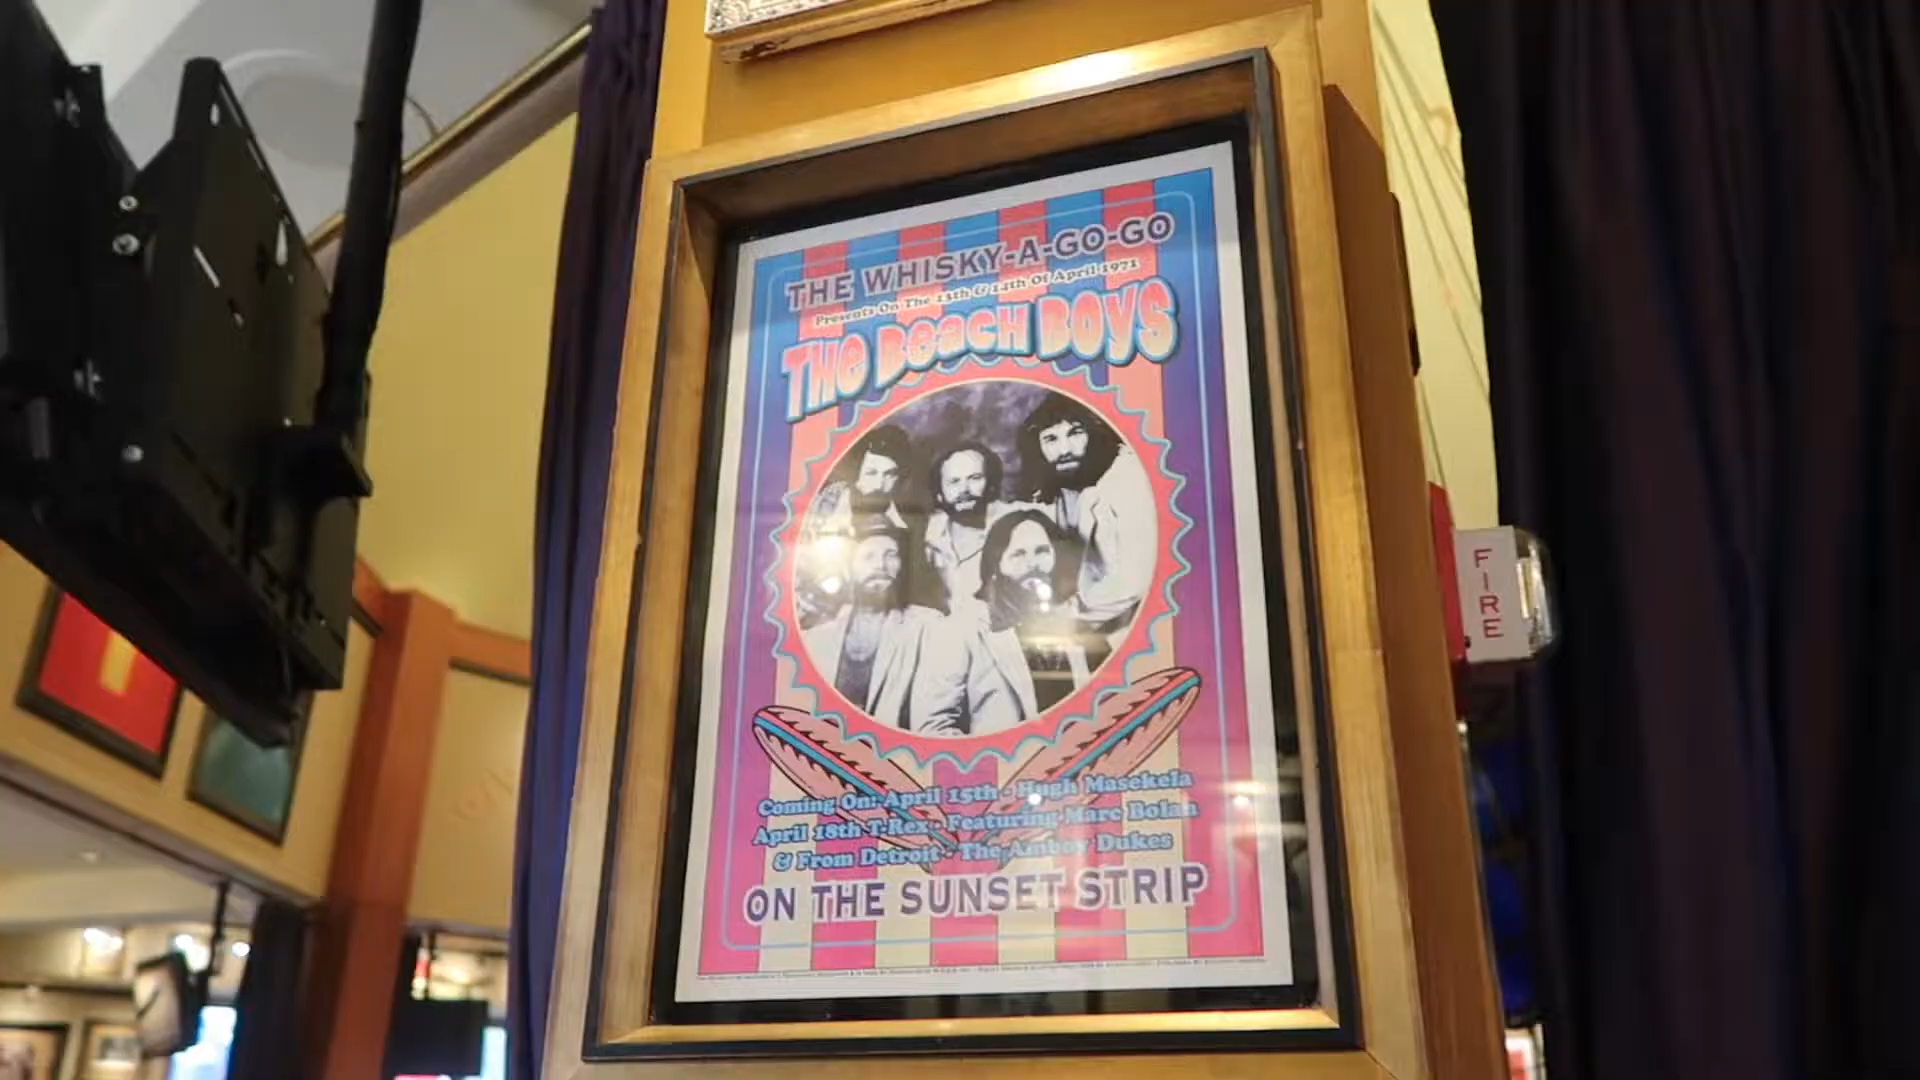 THE WHISKY-A-GO-GO
Presents On The 13th & 14th Of April 1971
THE BEACH BOYS
Coming On: April 15th - Hugh Masekela
April 18th T-Rex - Featuring Marc Bolan
& From Detroit - The Amboy Dukes
ON THE SUNSET STRIP
FIRE